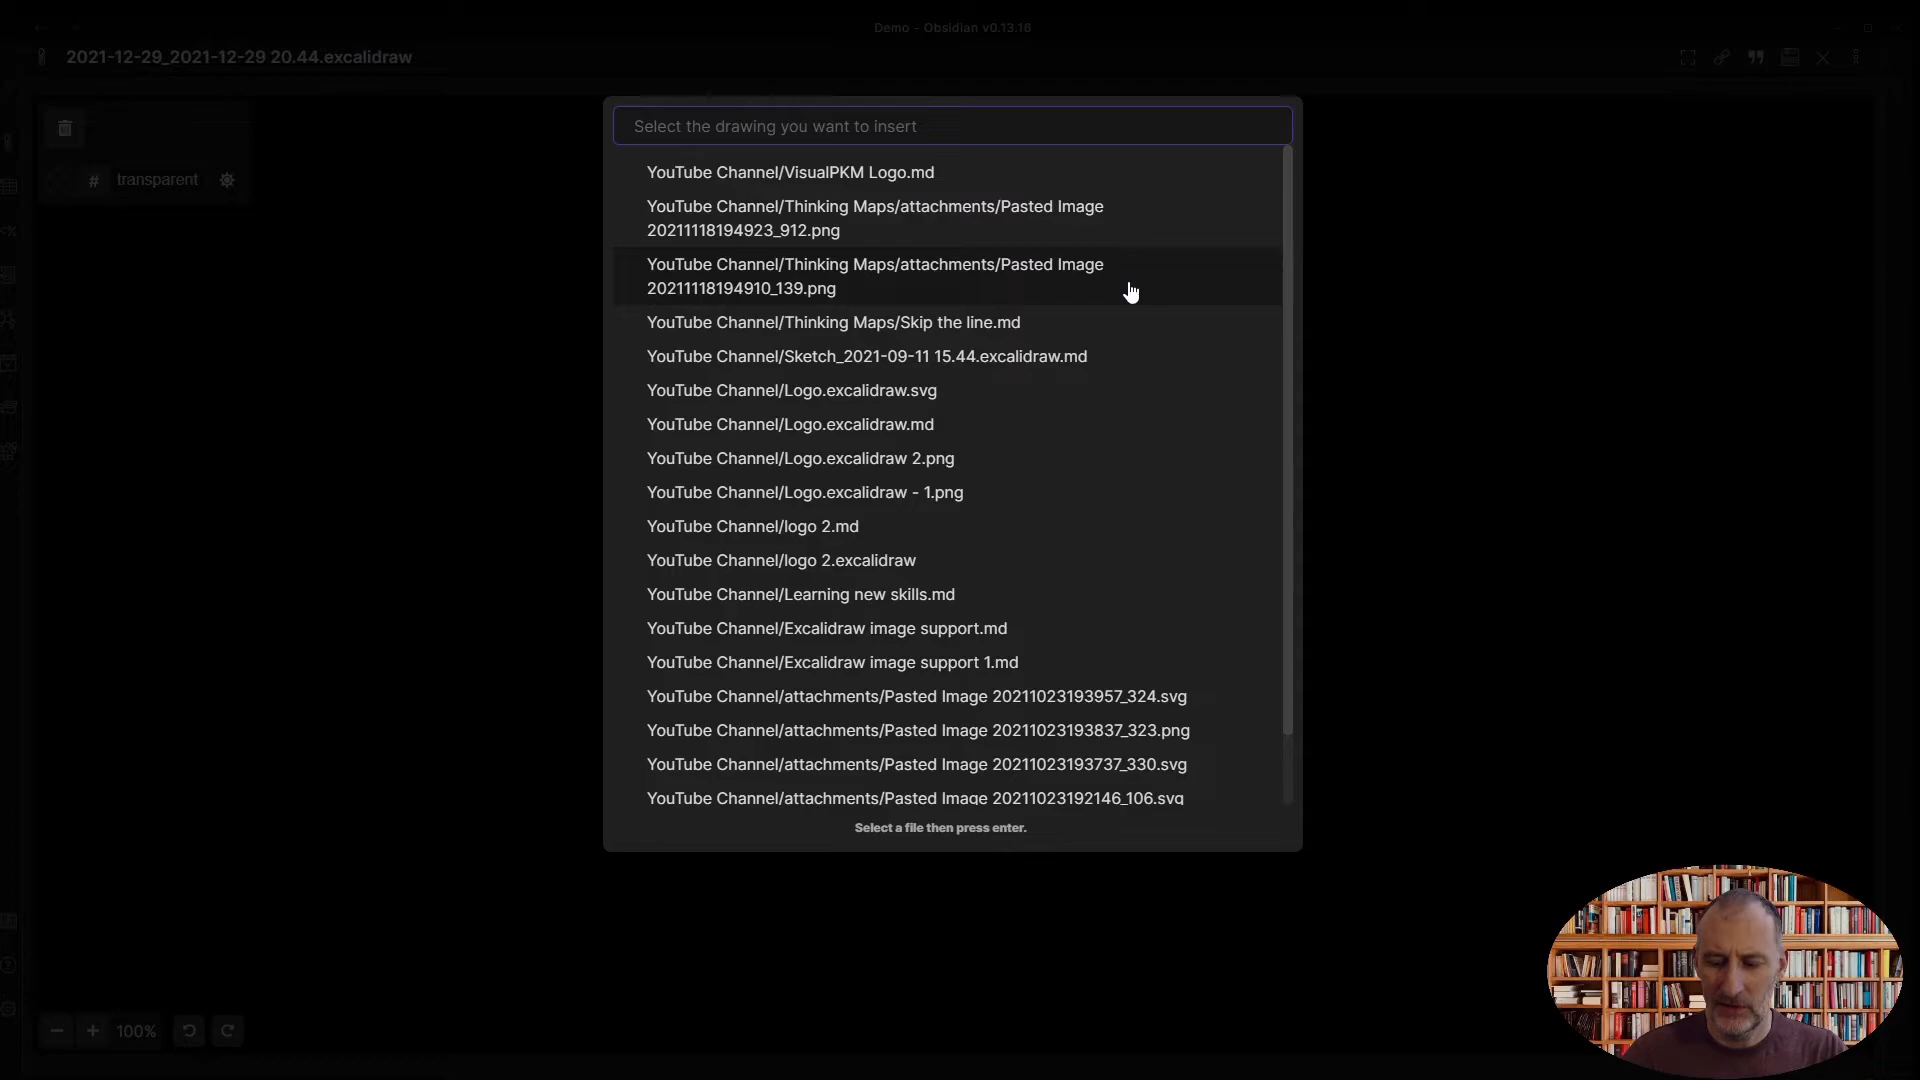 Demo - Obsidian v0.13.16
2021-12-29_2021-12-29 20.44.excalidraw
Select the drawing you want to insert
# transparent
YouTube Channel/VisualPKM Logo.md
YouTube Channel/Thinking Maps/attachments/Pasted Image
20211118194923_912.png
YouTube Channel/Thinking Maps/attachments/Pasted Image
20211118194910_139.png
YouTube Channel/Thinking Maps/Skip the line.md
YouTube Channel/Sketch_2021-09-11 15.44.excalidraw.md
YouTube Channel/Logo.excalidraw.svg
YouTube Channel/Logo.excalidraw.md
YouTube Channel/Logo.excalidraw 2.png
YouTube Channel/Logo.excalidraw - 1.png
YouTube Channel/logo 2.md
YouTube Channel/logo 2.excalidraw
YouTube Channel/Learning new skills.md
YouTube Channel/Excalidraw image support.md
YouTube Channel/Excalidraw image support 1.md
YouTube Channel/attachments/Pasted Image 20211023193957_324.svg
YouTube Channel/attachments/Pasted Image 20211023193837_323.png
YouTube Channel/attachments/Pasted Image 20211023193737_330.svg
YouTube Channel/attachments/Pasted Image 20211023192146_106.svg
Select a file then press enter.
100%